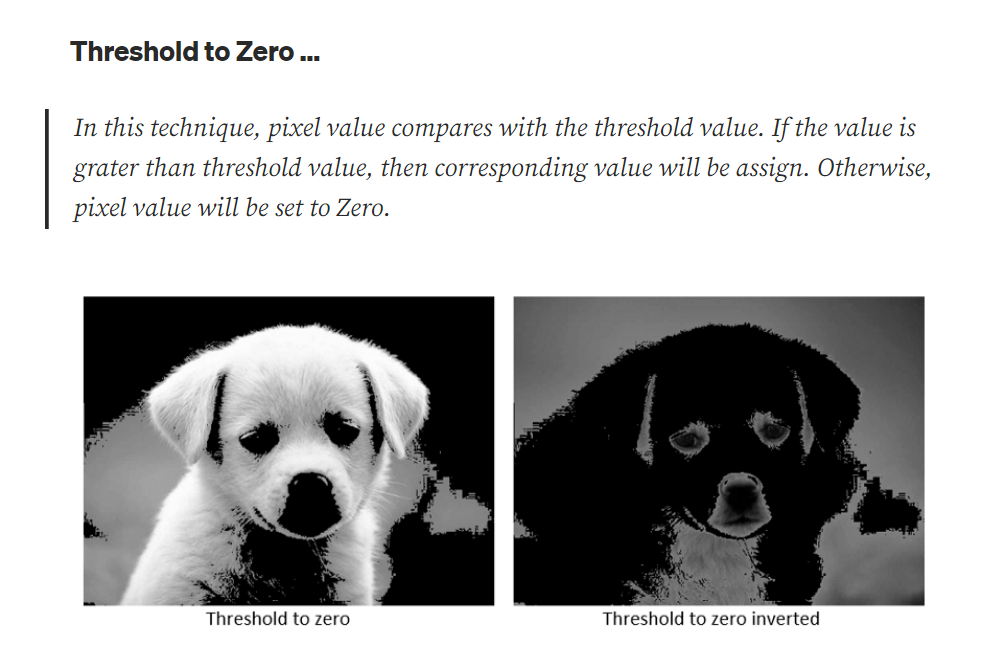 Threshold to Zero ...
In this technique, pixel value compares with the threshold value. If the value is
grater than threshold value, then corresponding value will be assign. Otherwise,
pixel value will be set to Zero.
Threshold to zero
Threshold to zero inverted